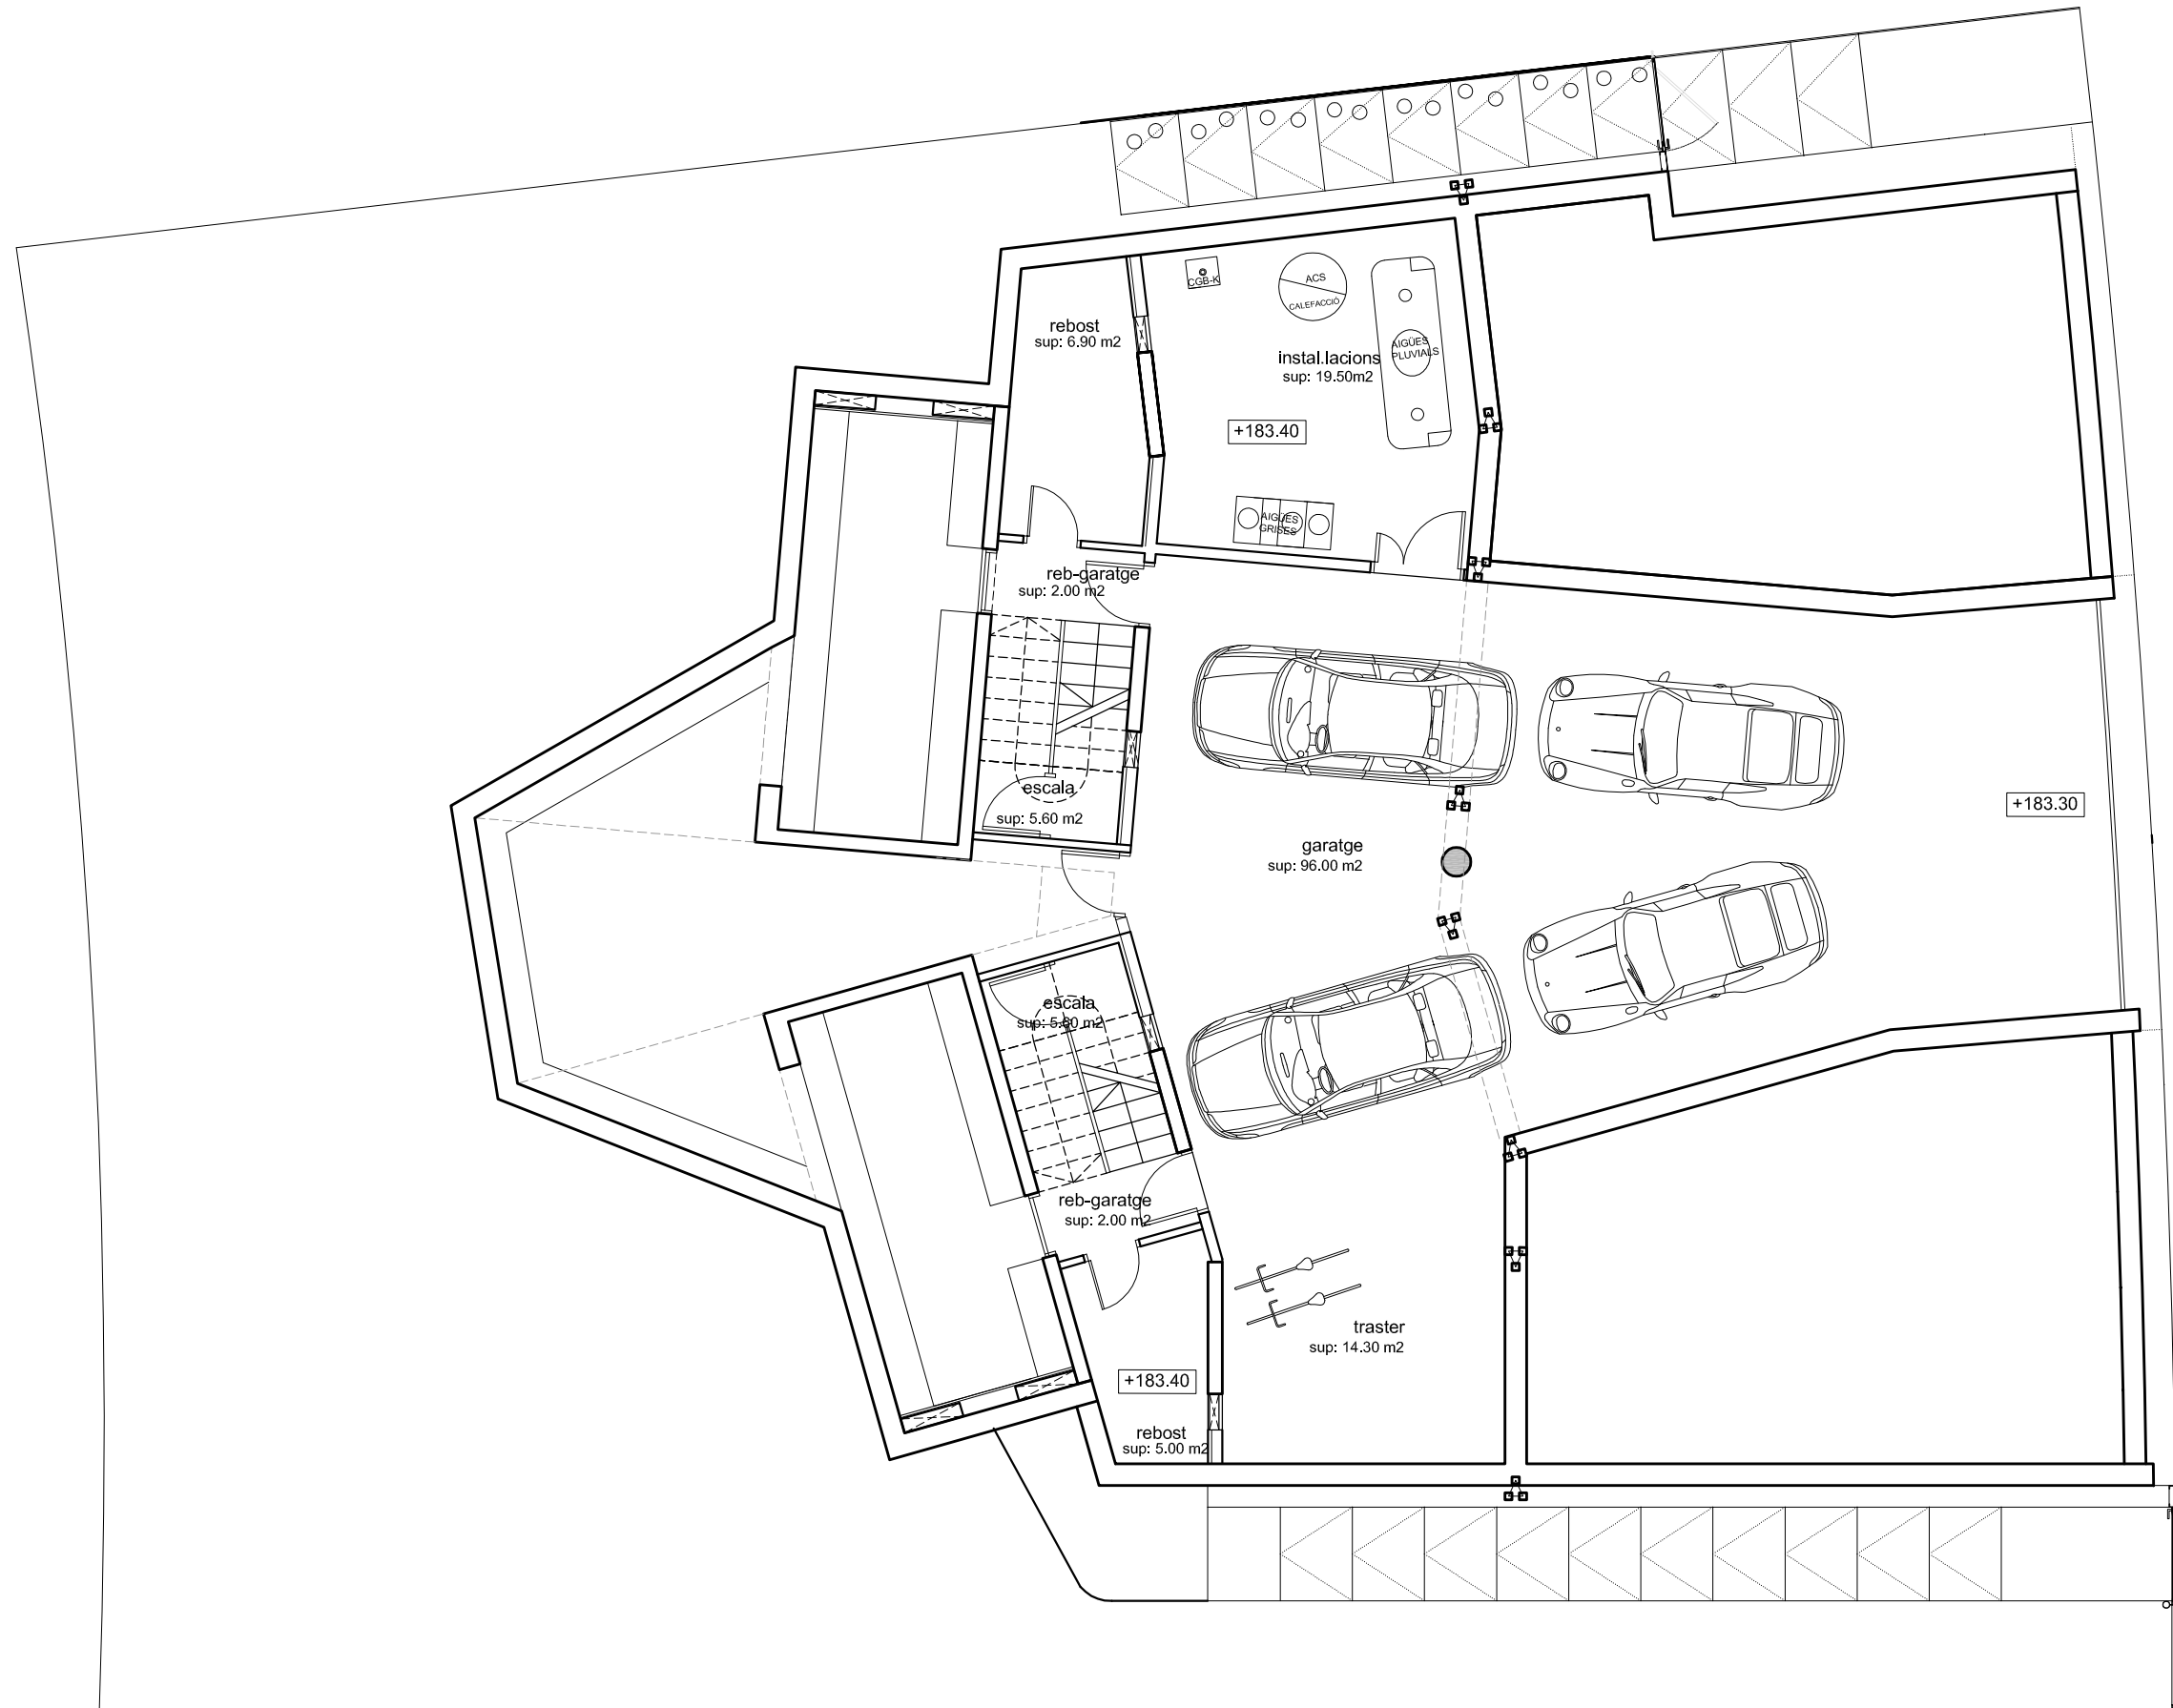 CGB-K
ACS
CALEFACCIÓ
rebost
sup: 6.90 m2
AIGÜES
PLUVIALS
instal.lacions
sup: 19.50m2
+183.40
AIGÜES
GRISES
reb-garatge
sup: 2.00 m2
escala
sup: 5.60 m2
+183.30
garatge
sup: 96.00 m2
escala
sup: 5.60 m2
reb-garatge
sup: 2.00 m2
traster
sup: 14.30 m2
+183.40
rebost
sup: 5.00 m2